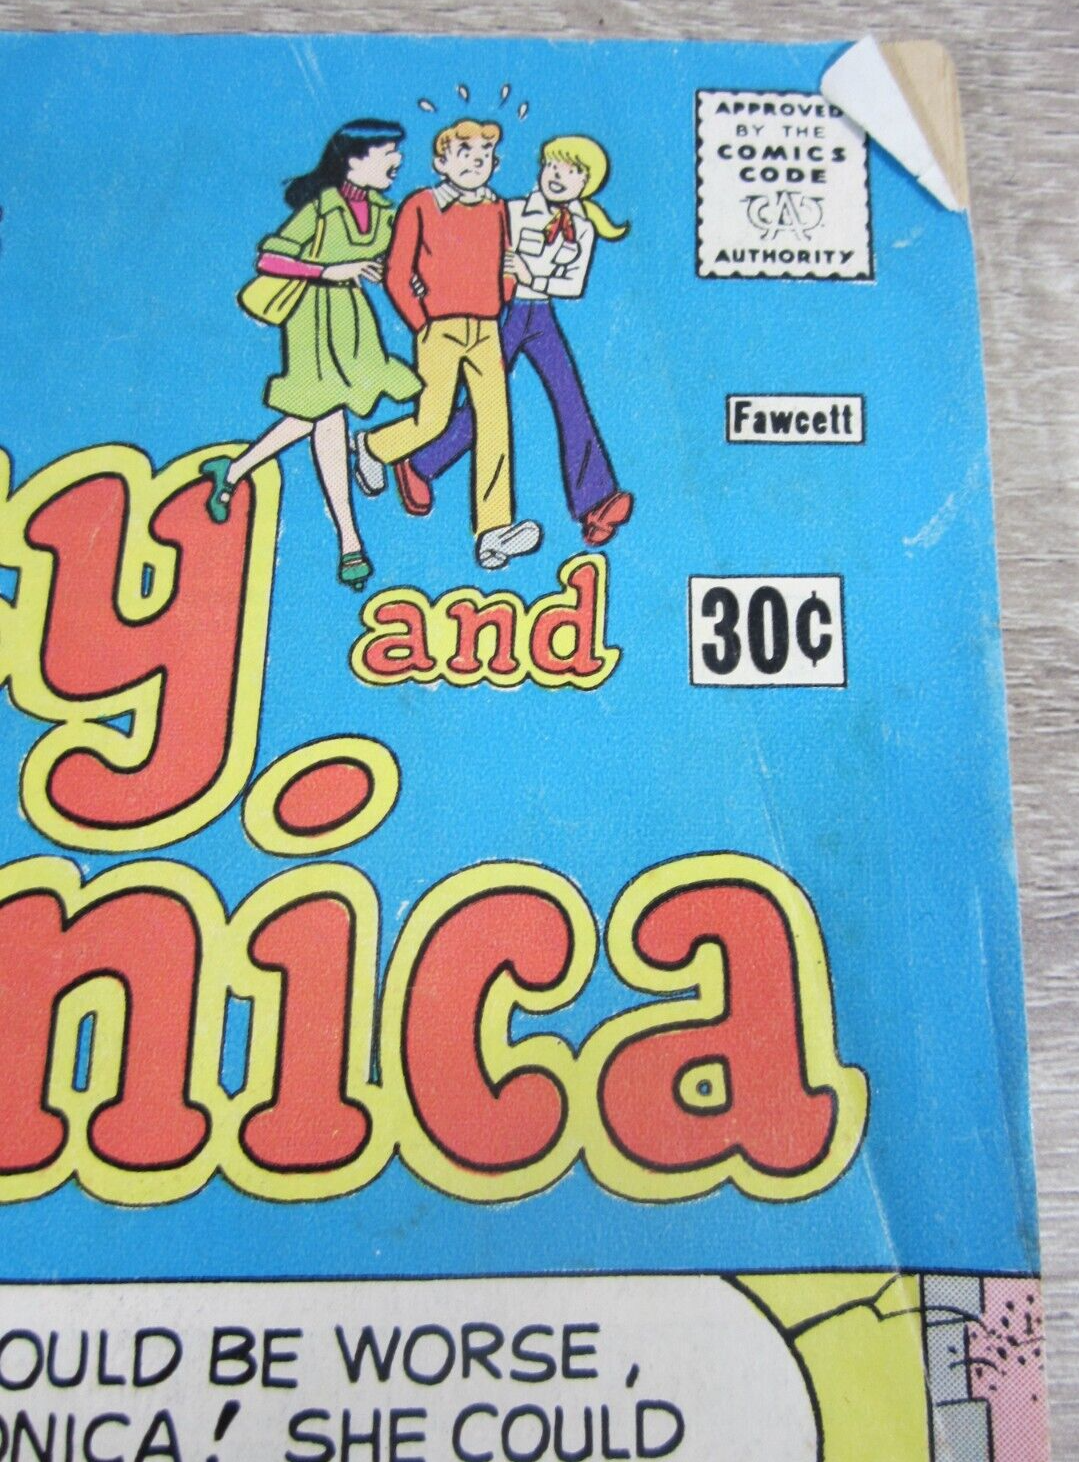 APPROVED
BY THE
COMICS
CODE
CA
AUTHORITY
Fawcett
y and
30¢
nica
OULD BE WORSE,
ONICA! SHE COULD